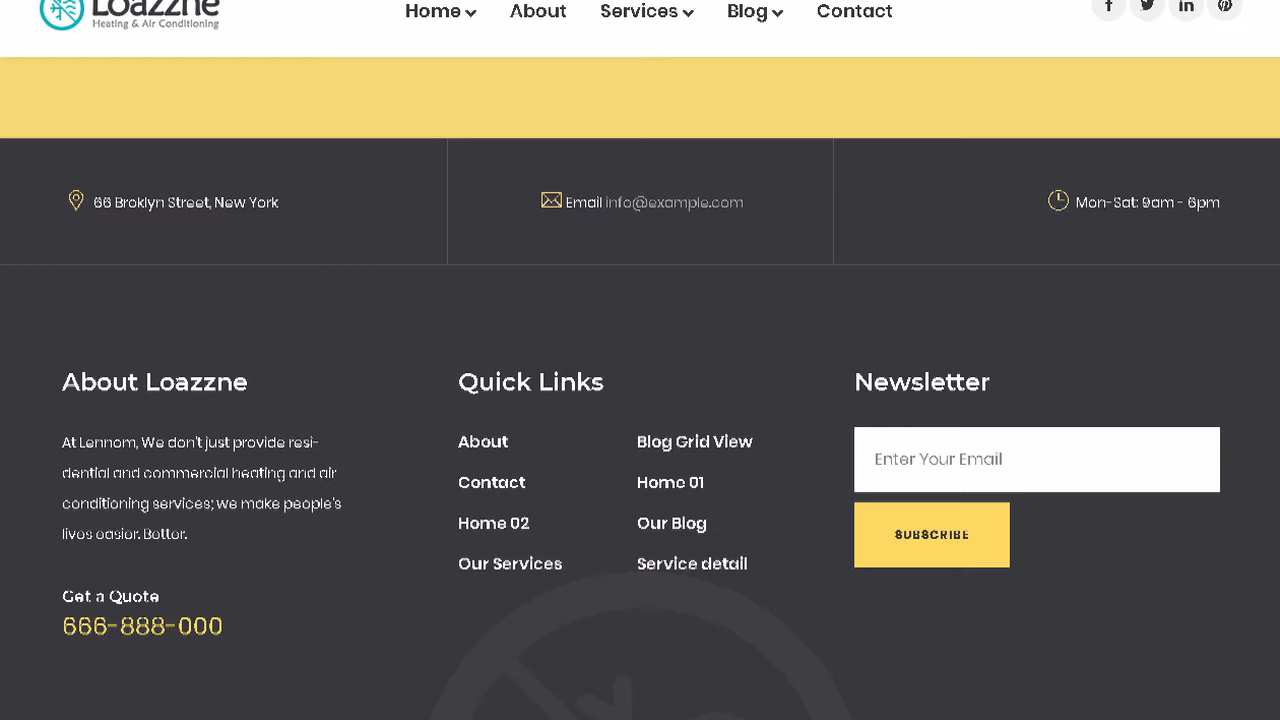 Loazzne
Heating & Air Conditioning
Home About Services Blog Contact
66 Broklyn Street, New York
Email info@example.com
Mon-Sat: 9am - 6pm
About Loazzne
At Lennom, We don't just provide resi-
dential and commercial heating and air
conditioning services; we make people's
lives easier. Better.
Get a Quote
666-888-000
Quick Links
About
Contact
Home 02
Our Services
Blog Grid View
Home 01
Our Blog
Service detail
Newsletter
Enter Your Email
SUBSCRIBE